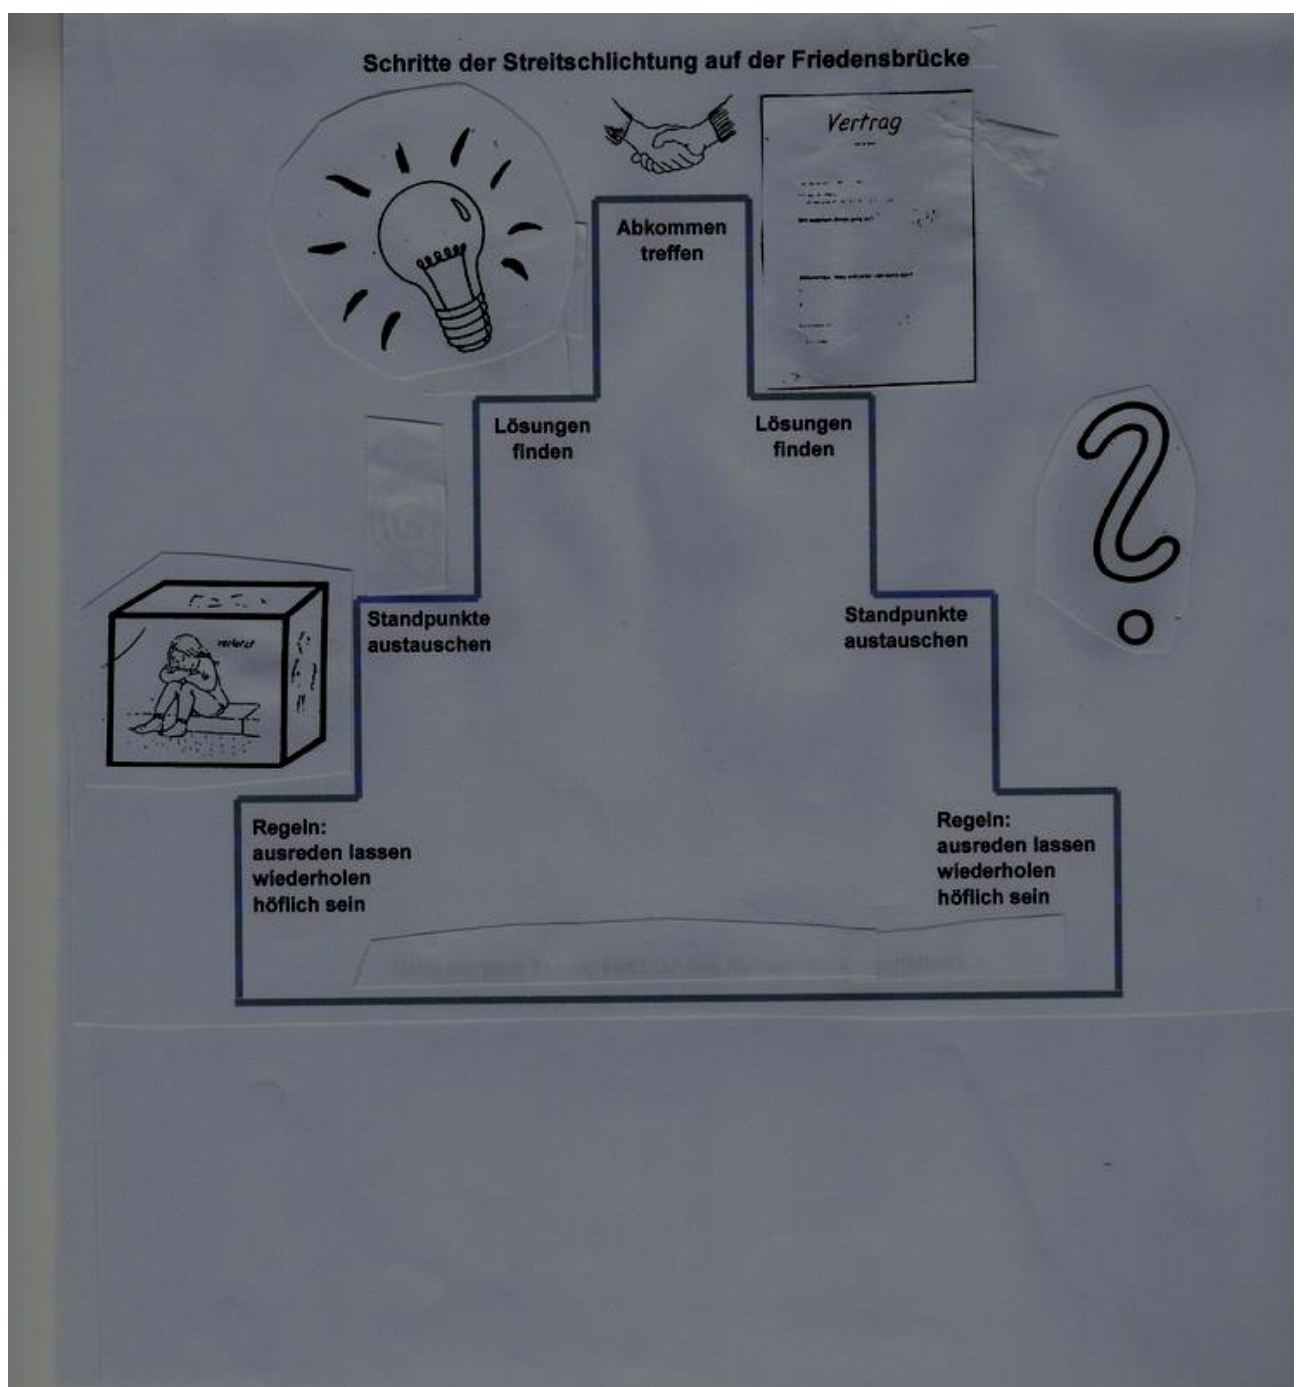 Schritte der Streitschlichtung auf der Friedensbrücke
Vertrag
Abkommen
treffen
Lösungen
finden
Lösungen
finden
verletzt
Standpunkte
austauschen
Standpunkte
austauschen
Regeln:
ausreden lassen
wiederholen
höflich sein
Regeln:
ausreden lassen
wiederholen
höflich sein